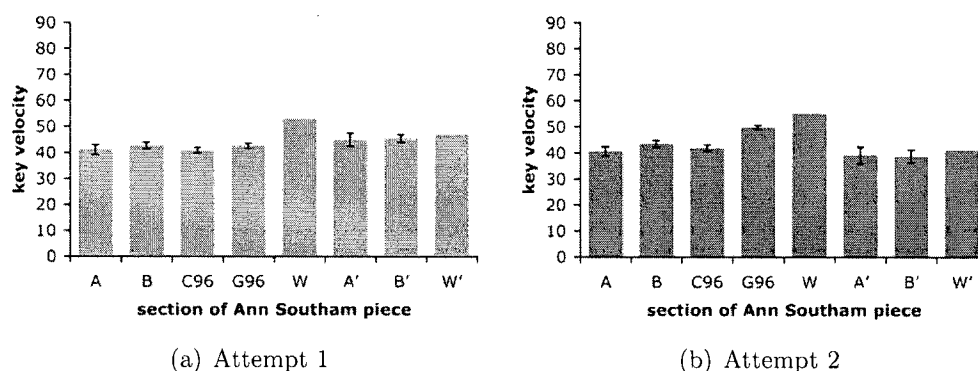 90
80
70
60
50
40
30
20
10
0
key velocity
A B C96 G96 W A' B' W'
section of Ann Southam piece
(a) Attempt 1
90
80
70
60
50
40
30
20
10
0
key velocity
A B C96 G96 W A' B' W'
section of Ann Southam piece
(b) Attempt 2